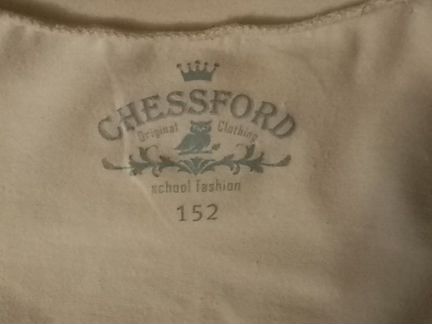 CHESSFORD
Original Clothing
school fashion
152